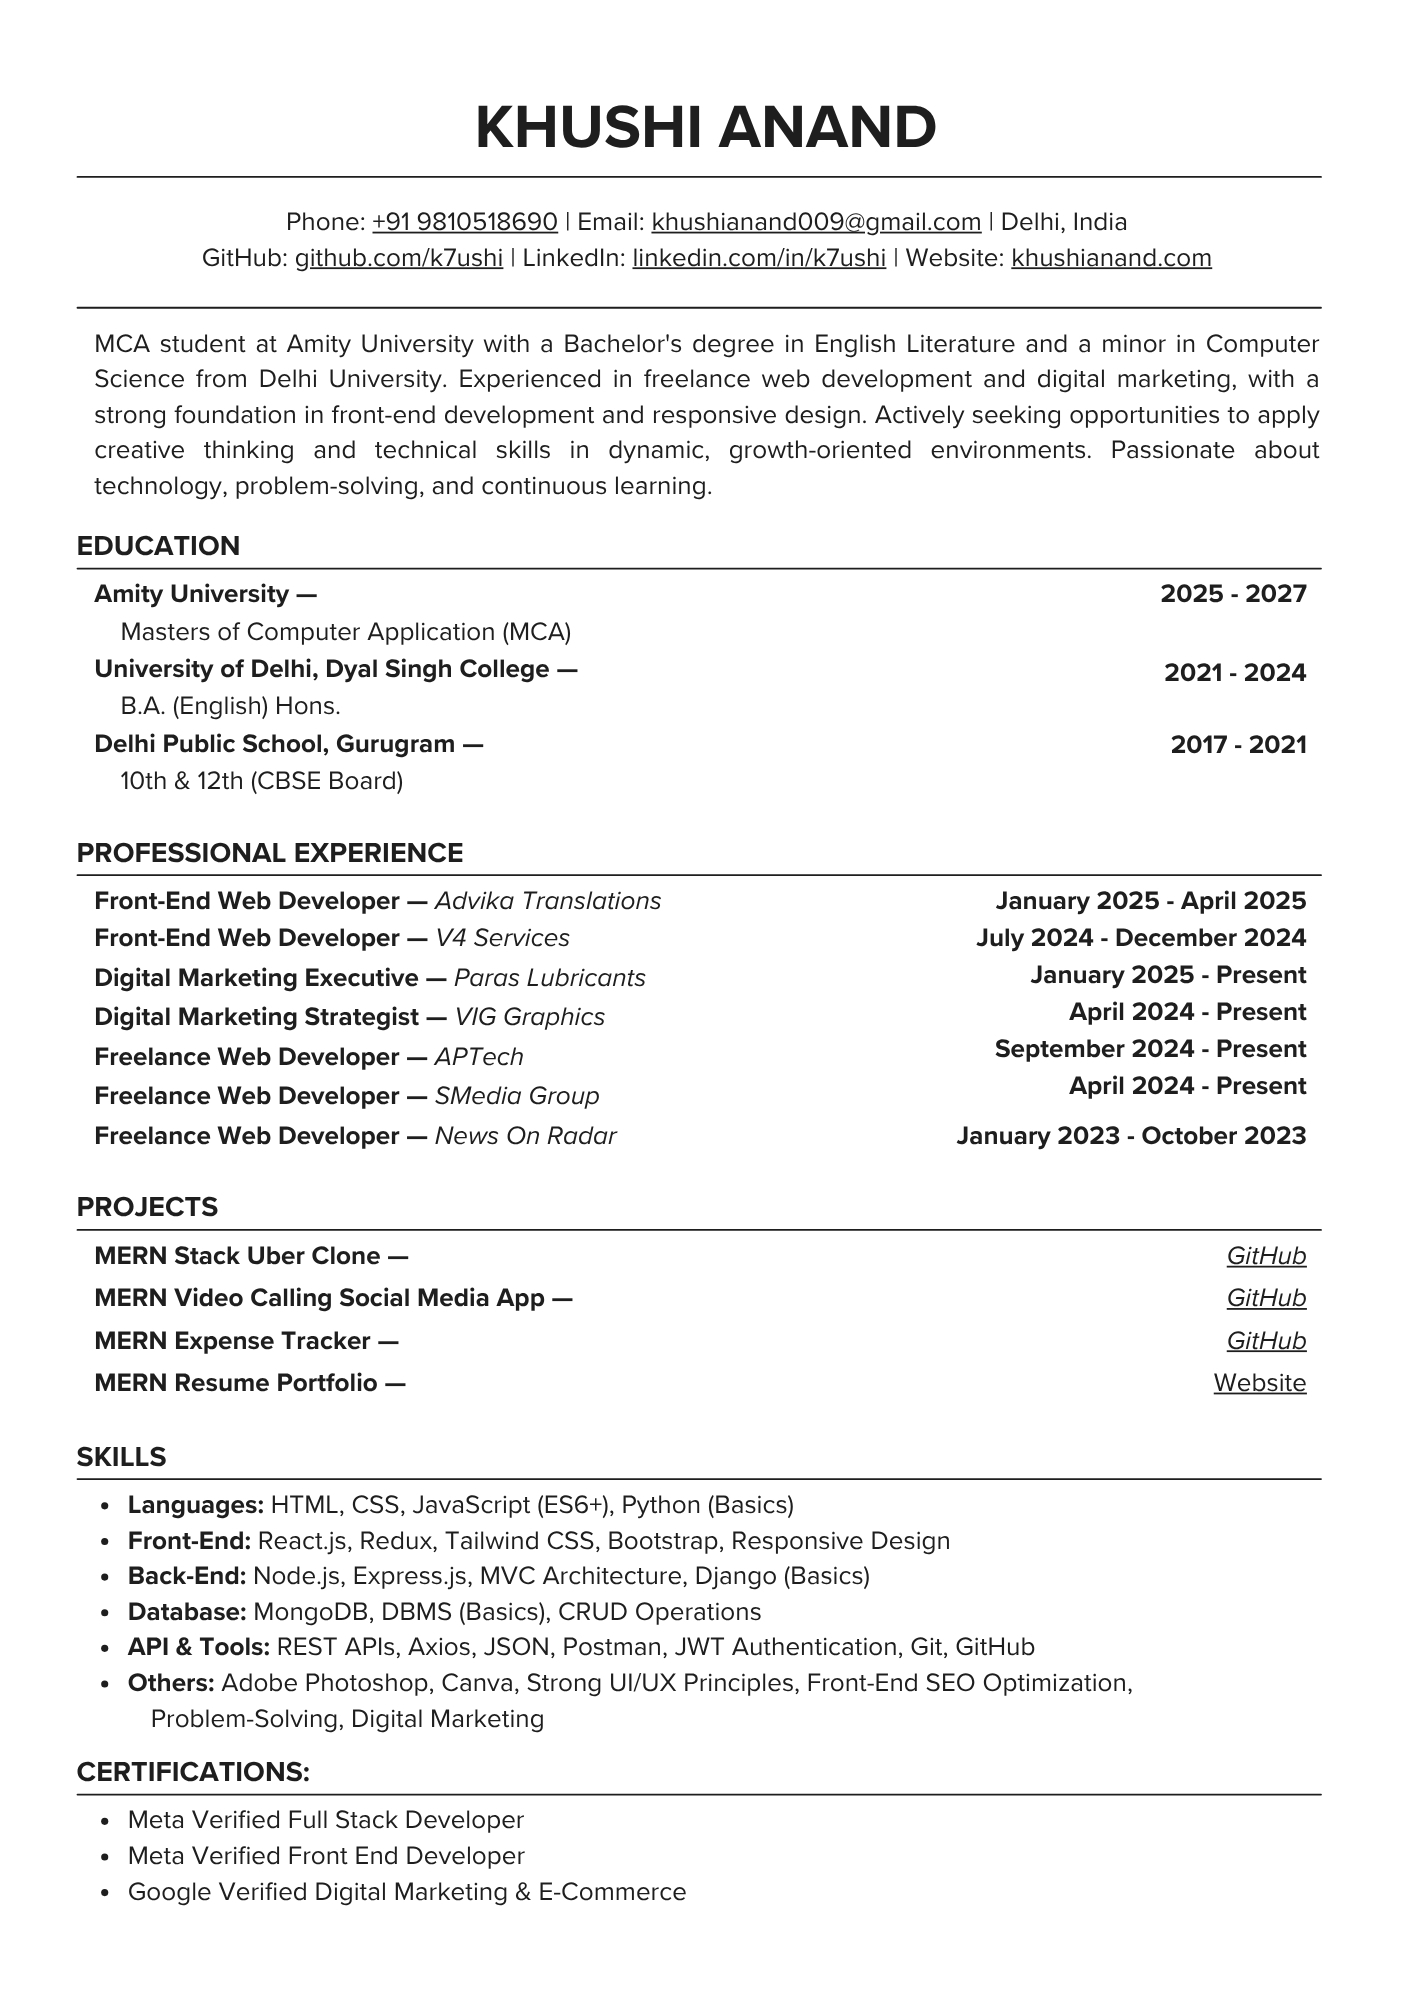 KHUSHI ANAND
Phone: +91 9810518690 | Email: khushianand009@gmail.com | Delhi, India
GitHub: github.com/k7ushi | LinkedIn: linkedin.com/in/k7ushi | Website: khushianand.com
MCA student at Amity University with a Bachelor's degree in English Literature and a minor in Computer
Science from Delhi University. Experienced in freelance web development and digital marketing, with a
strong foundation in front-end development and responsive design. Actively seeking opportunities to apply
creative thinking and technical skills in dynamic, growth-oriented environments. Passionate about
technology, problem-solving, and continuous learning.
EDUCATION
Amity University — 2025 - 2027
Masters of Computer Application (MCA)
University of Delhi, Dyal Singh College — 2021 - 2024
B.A. (English) Hons.
Delhi Public School, Gurugram — 2017 - 2021
10th & 12th (CBSE Board)
PROFESSIONAL EXPERIENCE
Front-End Web Developer — Advika Translations January 2025 - April 2025
Front-End Web Developer — V4 Services July 2024 - December 2024
Digital Marketing Executive — Paras Lubricants January 2025 - Present
Digital Marketing Strategist — VIG Graphics April 2024 - Present
Freelance Web Developer — APTech September 2024 - Present
Freelance Web Developer — SMedia Group April 2024 - Present
Freelance Web Developer — News On Radar January 2023 - October 2023
PROJECTS
MERN Stack Uber Clone — GitHub
MERN Video Calling Social Media App — GitHub
MERN Expense Tracker — GitHub
MERN Resume Portfolio — Website
SKILLS
• Languages: HTML, CSS, JavaScript (ES6+), Python (Basics)
• Front-End: React.js, Redux, Tailwind CSS, Bootstrap, Responsive Design
• Back-End: Node.js, Express.js, MVC Architecture, Django (Basics)
• Database: MongoDB, DBMS (Basics), CRUD Operations
• API & Tools: REST APIs, Axios, JSON, Postman, JWT Authentication, Git, GitHub
• Others: Adobe Photoshop, Canva, Strong UI/UX Principles, Front-End SEO Optimization,
Problem-Solving, Digital Marketing
CERTIFICATIONS:
• Meta Verified Full Stack Developer
• Meta Verified Front End Developer
• Google Verified Digital Marketing & E-Commerce